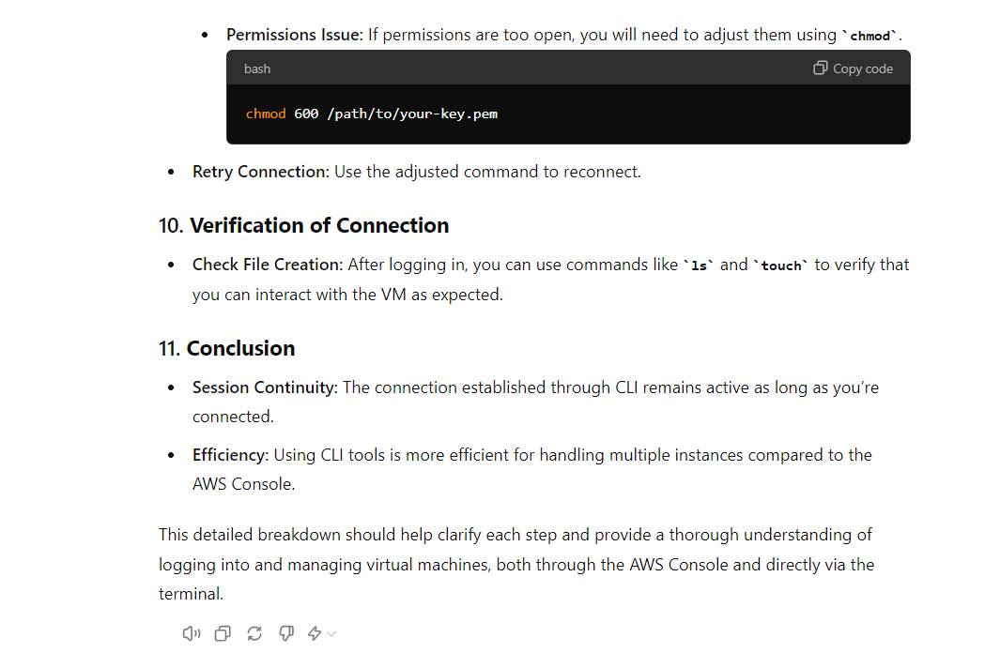 • Permissions Issue: If permissions are too open, you will need to adjust them using `chmod`.
bash Copy code
chmod 600 /path/to/your-key.pem
• Retry Connection: Use the adjusted command to reconnect.
10. Verification of Connection
• Check File Creation: After logging in, you can use commands like `ls` and `touch` to verify that
you can interact with the VM as expected.
11. Conclusion
• Session Continuity: The connection established through CLI remains active as long as you’re
connected.
• Efficiency: Using CLI tools is more efficient for handling multiple instances compared to the
AWS Console.
This detailed breakdown should help clarify each step and provide a thorough understanding of
logging into and managing virtual machines, both through the AWS Console and directly via the
terminal.